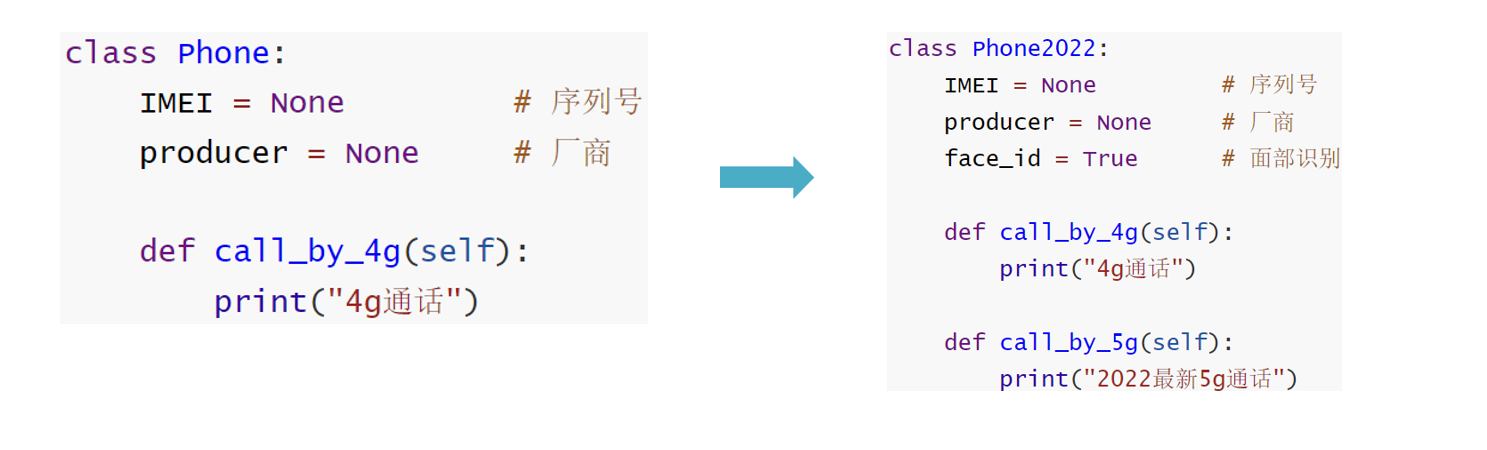 class Phone:
    IMEI = None         # 序列号
    producer = None     # 厂商

    def call_by_4g(self):
        print("4g通话")

class Phone2022:
    IMEI = None         # 序列号
    producer = None     # 厂商
    face_id = True      # 面部识别

    def call_by_4g(self):
        print("4g通话")

    def call_by_5g(self):
        print("2022最新5g通话")